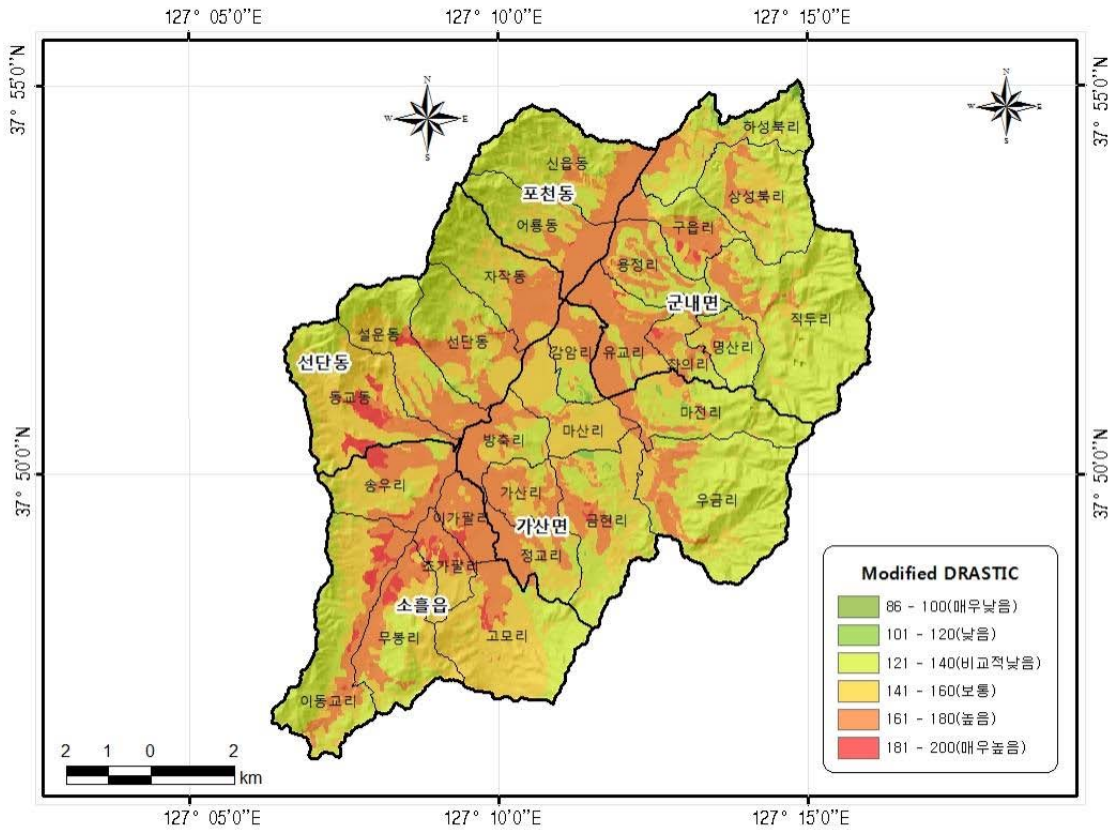 127° 05'0"E
127° 10'0"E
127° 15'0"E
37° 55'0"N
37° 55'0"N
N
W
E
S
N
W
E
S
하성북리
신읍동
포천동
상성북리
어룡동
구읍리
용정리
자작동
군내면
직두리
설운동
선단동
감암리
유교리
명산리
선단동
좌의리
동교동
마전리
방축리
마산리
37° 50'0"N
37° 50'0"N
송우리
가산리
우금리
이가팔리
가산면
금현리
정교리
초가팔리
소흘읍
무봉리
고모리
이동교리
Modified DRASTIC
86 - 100(매우낮음)
101 - 120(낮음)
121 - 140(비교적낮음)
141 - 160(보통)
161 - 180(높음)
181 - 200(매우높음)
2 1 0 2
km
127° 05'0"E
127° 10'0"E
127° 15'0"E